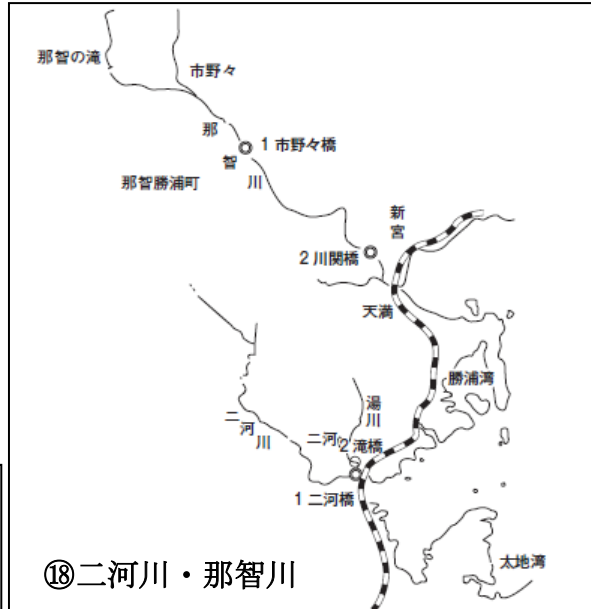 那智の滝
市野々
那智川
1 市野々橋
那智勝浦町
新宮
2 川関橋
天満
勝浦湾
湯川
二河川
二河
2 滝橋
1 二河橋
太地湾
⑱二河川・那智川